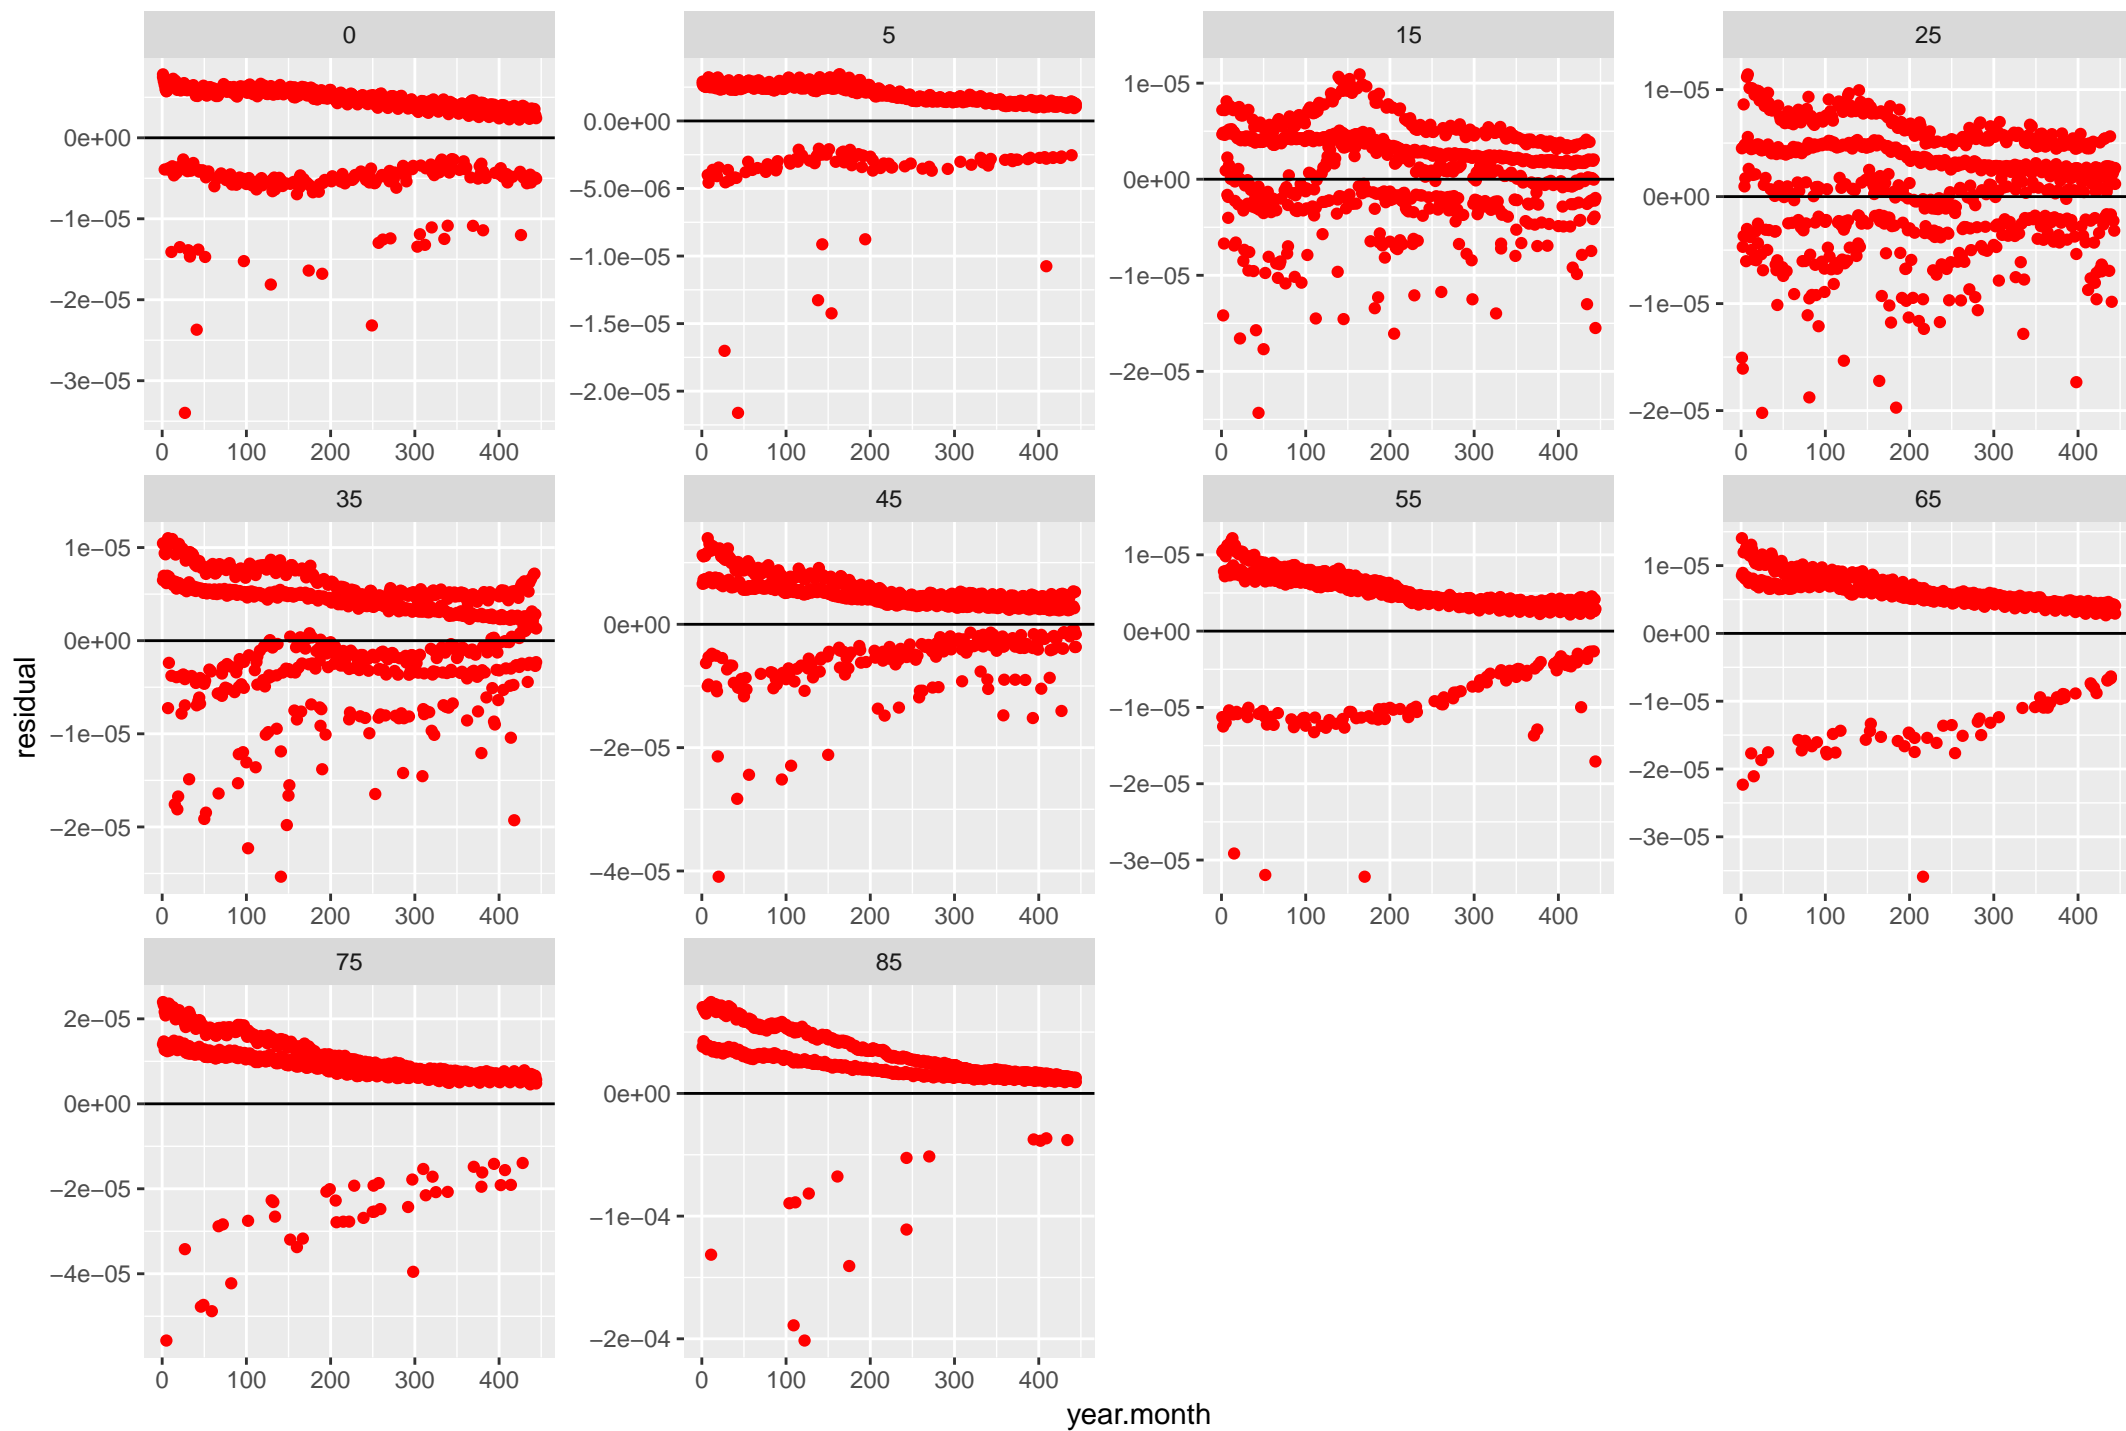 0 5 15 25
0e+00 −1e−05 −2e−05 −3e−05
0.0e+00 −5.0e−06 −1.0e−05 −1.5e−05 −2.0e−05
1e−05 0e+00 −1e−05 −2e−05
1e−05 0e+00 −1e−05 −2e−05
0 100 200 300 400 0 100 200 300 400 0 100 200 300 400 0 100 200 300 400
35 45 55 65
1e−05 0e+00 −1e−05 −2e−05
0e+00 −2e−05 −4e−05
1e−05 0e+00 −1e−05 −2e−05 −3e−05
1e−05 0e+00 −1e−05 −2e−05 −3e−05
0 100 200 300 400 0 100 200 300 400 0 100 200 300 400 0 100 200 300 400
75 85
2e−05 0e+00 −2e−05 −4e−05
0e+00 −1e−04 −2e−04
0 100 200 300 400 0 100 200 300 400
residual
year.month